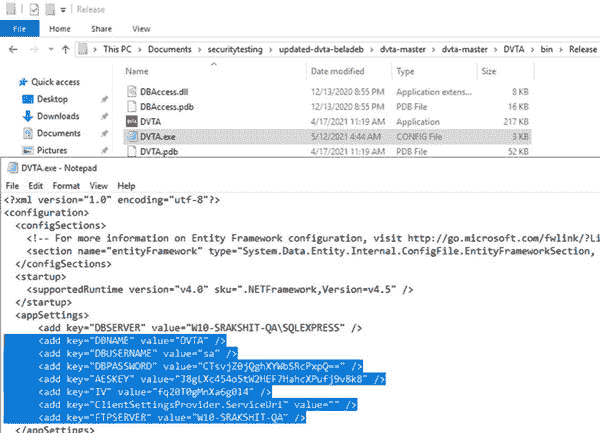 Release
File
Home
Share
View
This PC > Documents > securitytesting > updated-dvta-beladeb > dvta-master > dvta-master > DVTA > bin > Release
Name
Date modified
Type
Size
Quick access
Desktop
Downloads
Documents
Pictures
DBAccess.dll 12/13/2020 8:55 PM Application exten... 8 KB
DBAccess.pdb 12/13/2020 8:55 PM PDB File 16 KB
DVTA 4/17/2021 11:19 AM Application 217 KB
DVTA.exe 5/12/2021 4:44 AM CONFIG File 3 KB
DVTA.pdb 4/17/2021 11:19 AM PDB File 52 KB
DVTA.exe - Notepad
File Edit Format View Help
<?xml version="1.0" encoding="utf-8"?>
<configuration>
<configSections>
<!-- For more information on Entity Framework configuration, visit http://go.microsoft.com/fwlink/?Li
<section name="entityFramework" type="System.Data.Entity.Internal.ConfigFile.EntityFrameworkSection,
</configSections>
<startup>
<supportedRuntime version="v4.0" sku=".NETFramework,Version=v4.5" />
</startup>
<appSettings>
<add key="DBSERVER" value="W10-SRAKSHIT-QA\SQLEXPRESS" />
<add key="DBNAME" value="DVTA" />
<add key="DBUSERNAME" value="sa" />
<add key="DBPASSWORD" value="CTsvjZ0jQghXYWbSRcPxpQ==" />
<add key="AESKEY" value="J8gLXc454o5tW2HEF7HahcXPufj9v8k8" />
<add key="IV" value="fq20T0gMnXa6g0l4" />
<add key="ClientSettingsProvider.ServiceUri" value="" />
<add key="FTPSERVER" value="W10-SRAKSHIT-QA" />
</appSettings>